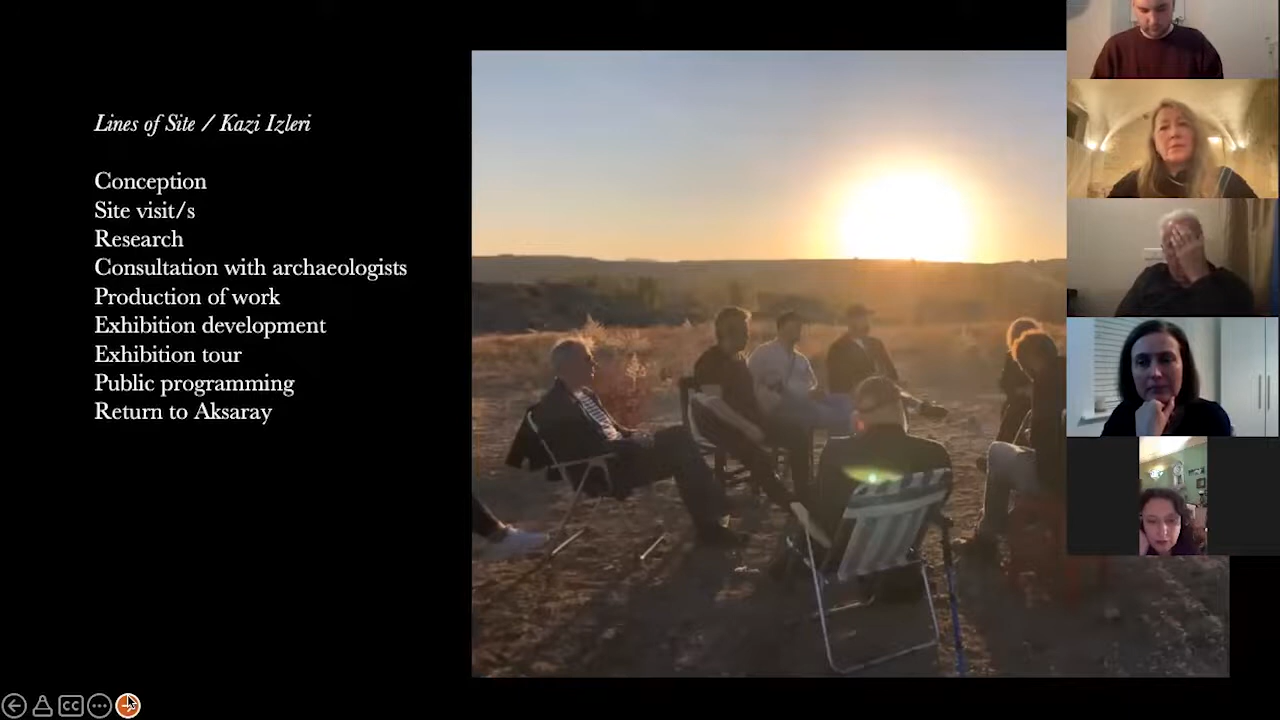 Lines of Site / Kazi Izleri
Conception
Site visit/s
Research
Consultation with archaeologists
Production of work
Exhibition development
Exhibition tour
Public programming
Return to Aksaray
CC